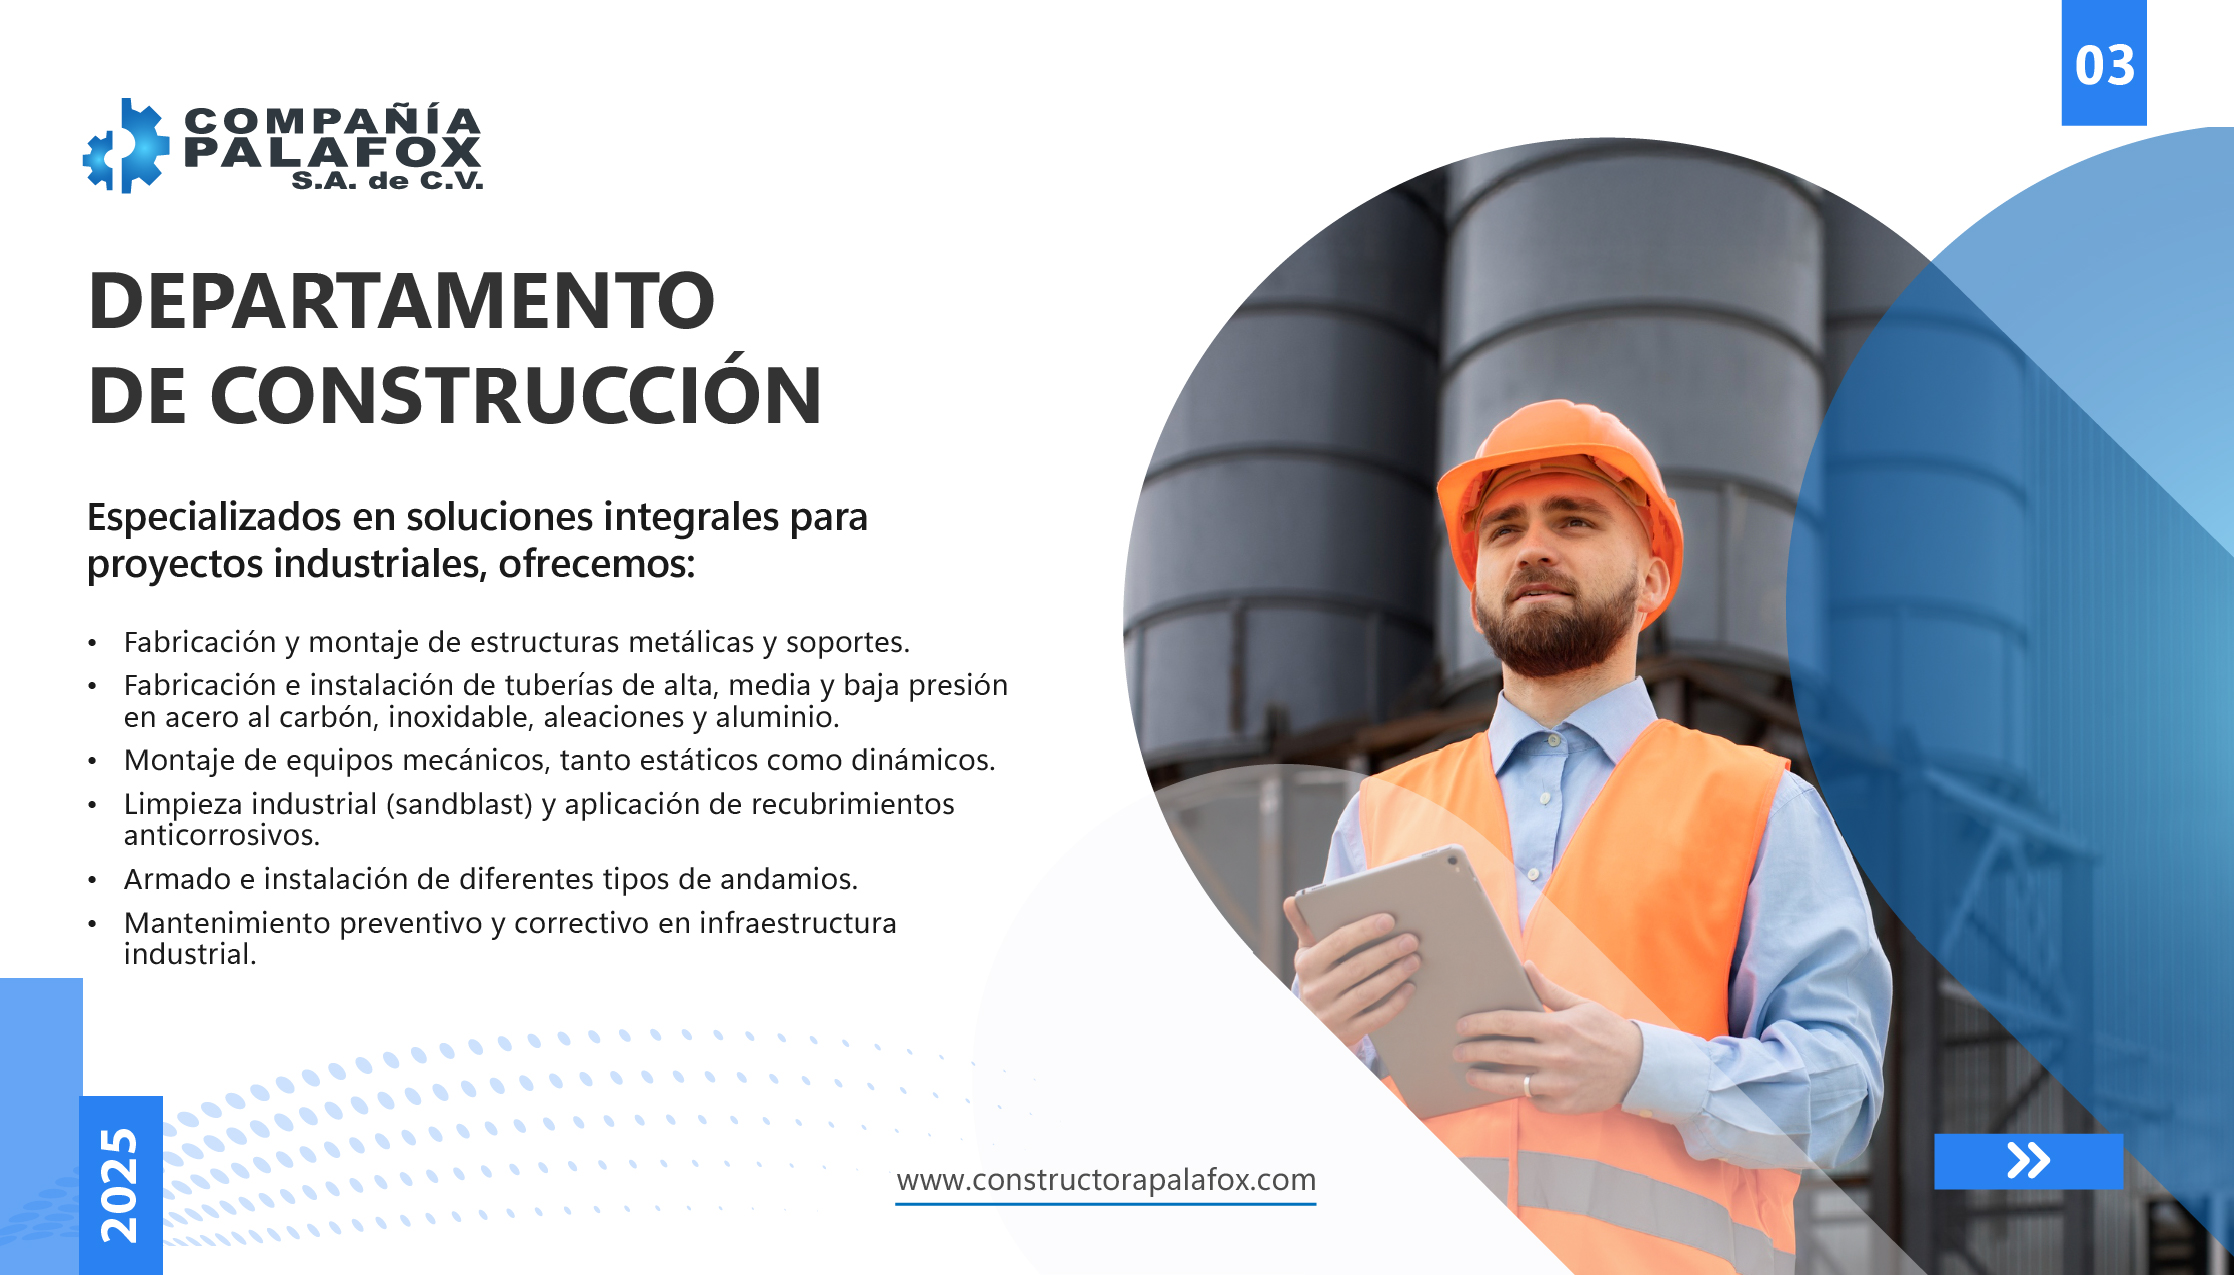 03
COMPAÑÍA
PALAFOX
S.A. de C.V.
DEPARTAMENTO
DE CONSTRUCCIÓN
Especializados en soluciones integrales para
proyectos industriales, ofrecemos:
• Fabricación y montaje de estructuras metálicas y soportes.
• Fabricación e instalación de tuberías de alta, media y baja presión
en acero al carbón, inoxidable, aleaciones y aluminio.
• Montaje de equipos mecánicos, tanto estáticos como dinámicos.
• Limpieza industrial (sandblast) y aplicación de recubrimientos
anticorrosivos.
• Armado e instalación de diferentes tipos de andamios.
• Mantenimiento preventivo y correctivo en infraestructura
industrial.
2025
www.constructorapalafox.com